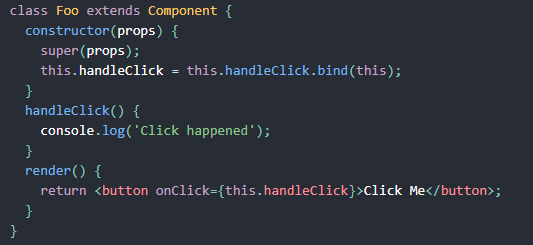 class Foo extends Component {
  constructor(props) {
    super(props);
    this.handleClick = this.handleClick.bind(this);
  }
  handleClick() {
    console.log('Click happened');
  }
  render() {
    return <button onClick={this.handleClick}>Click Me</button>;
  }
}